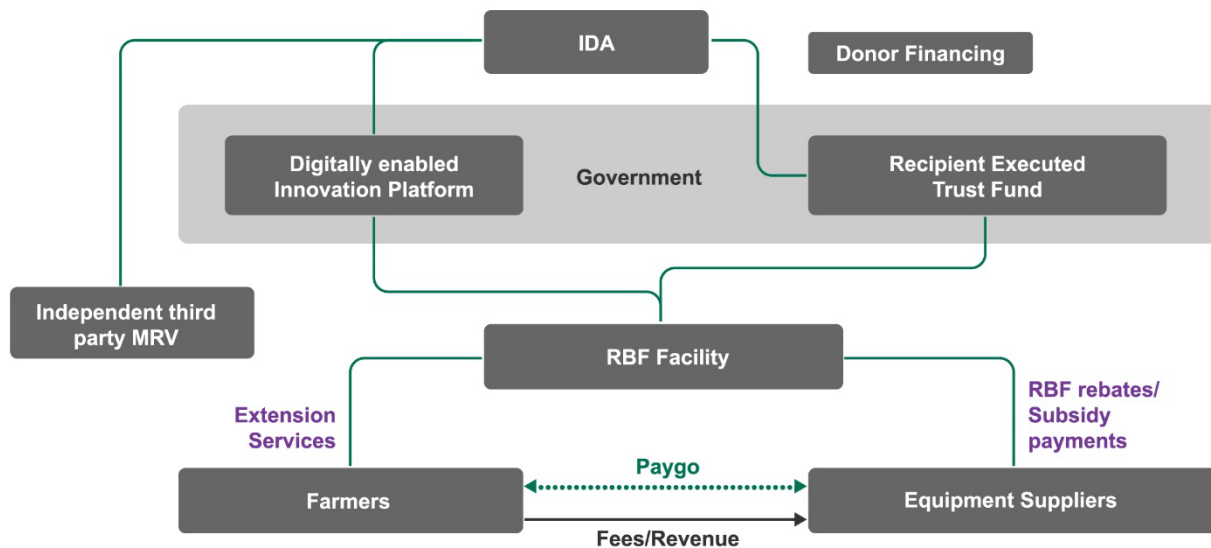 IDA
Donor Financing
Digitally enabled
Innovation Platform
Government
Recipient Executed
Trust Fund
Independent third
party MRV
RBF Facility
Extension
Services
RBF rebates/
Subsidy
payments
Paygo
Farmers
Equipment Suppliers
Fees/Revenue